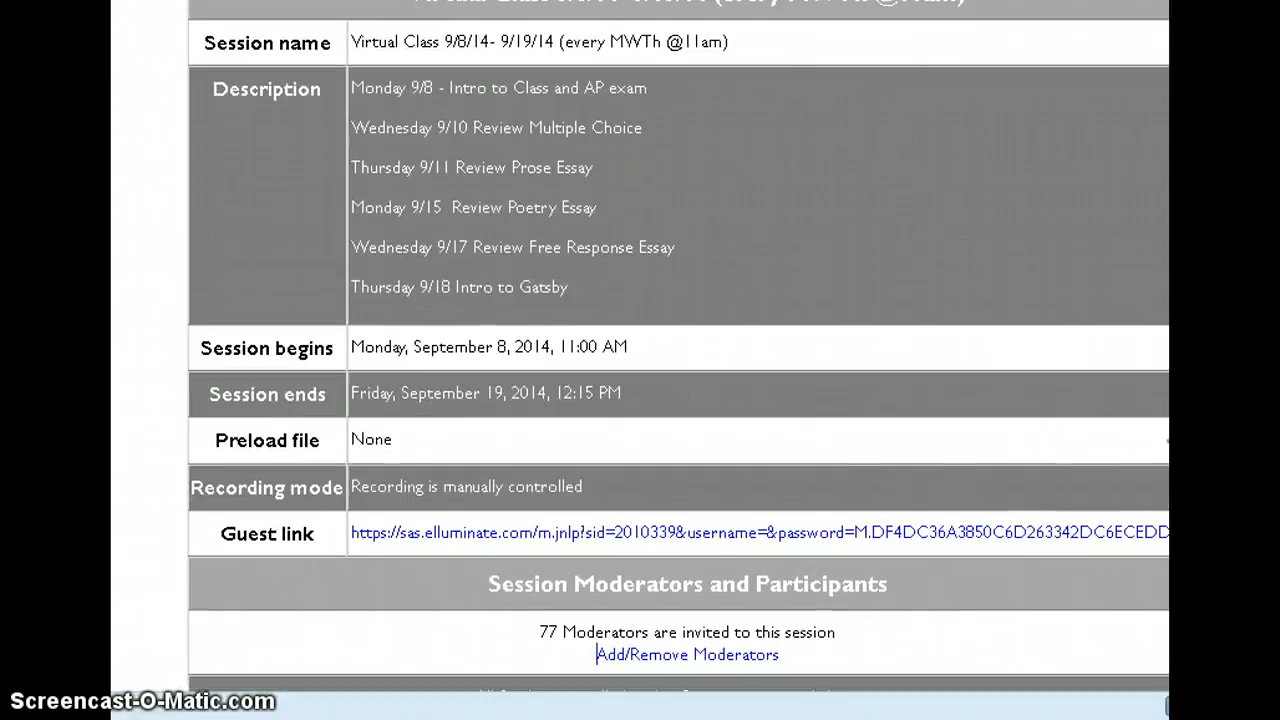 Session name
Virtual Class 9/8/14- 9/19/14 (every MWTh @11am)
Description
Monday 9/8 - Intro to Class and AP exam
Wednesday 9/10 Review Multiple Choice
Thursday 9/11 Review Prose Essay
Monday 9/15  Review Poetry Essay
Wednesday 9/17 Review Free Response Essay
Thursday 9/18 Intro to Gatsby
Session begins
Monday, September 8, 2014, 11:00 AM
Session ends
Friday, September 19, 2014, 12:15 PM
Preload file
None
Recording mode
Recording is manually controlled
Guest link
https://sas.elluminate.com/m.jnlp?sid=2010339&username=&password=M.DF4DC36A3850C6D263342DC6ECEDD
Session Moderators and Participants
77 Moderators are invited to this session
Add/Remove Moderators
Screencast-O-Matic.com